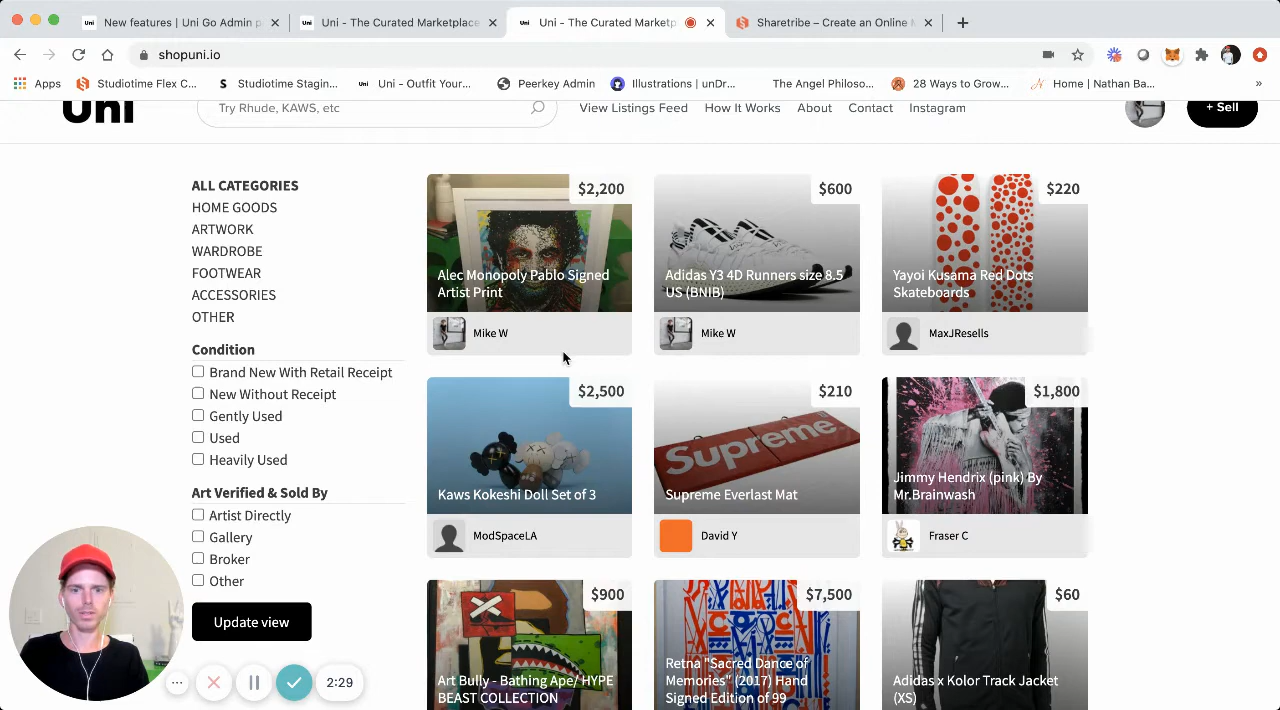 New features | Uni Go Admin p
Uni - The Curated Marketplace
Uni - The Curated Marketp
Sharetribe – Create an Online M
shopuni.io
Apps
Studiotime Flex C...
Studiotime Stagin...
Uni - Outfit Your...
Peerkey Admin
Illustrations | unDr...
The Angel Philoso...
28 Ways to Grow...
Home | Nathan Ba...
»
Uni
Try Rhude, KAWS, etc
View Listings Feed
How It Works
About
Contact
Instagram
+ Sell
ALL CATEGORIES
HOME GOODS
ARTWORK
WARDROBE
FOOTWEAR
ACCESSORIES
OTHER
Condition
Brand New With Retail Receipt
New Without Receipt
Gently Used
Used
Heavily Used
Art Verified & Sold By
Artist Directly
Gallery
Broker
Other
Update view
$2,200
Alec Monopoly Pablo Signed
Artist Print
Mike W
$600
Adidas Y3 4D Runners size 8.5
US (BNIB)
Mike W
$220
Yayoi Kusama Red Dots
Skateboards
MaxJResells
$2,500
Kaws Kokeshi Doll Set of 3
ModSpaceLA
$210
Supreme
Supreme Everlast Mat
David Y
$1,800
Jimmy Hendrix (pink) By
Mr.Brainwash
Fraser C
$900
Art Bully - Bathing Ape/ HYPE
BEAST COLLECTION
$7,500
Retna "Sacred Dance of
Memories" (2017) Hand
Signed Edition of 99
$60
Adidas x Kolor Track Jacket
(XS)
2:29